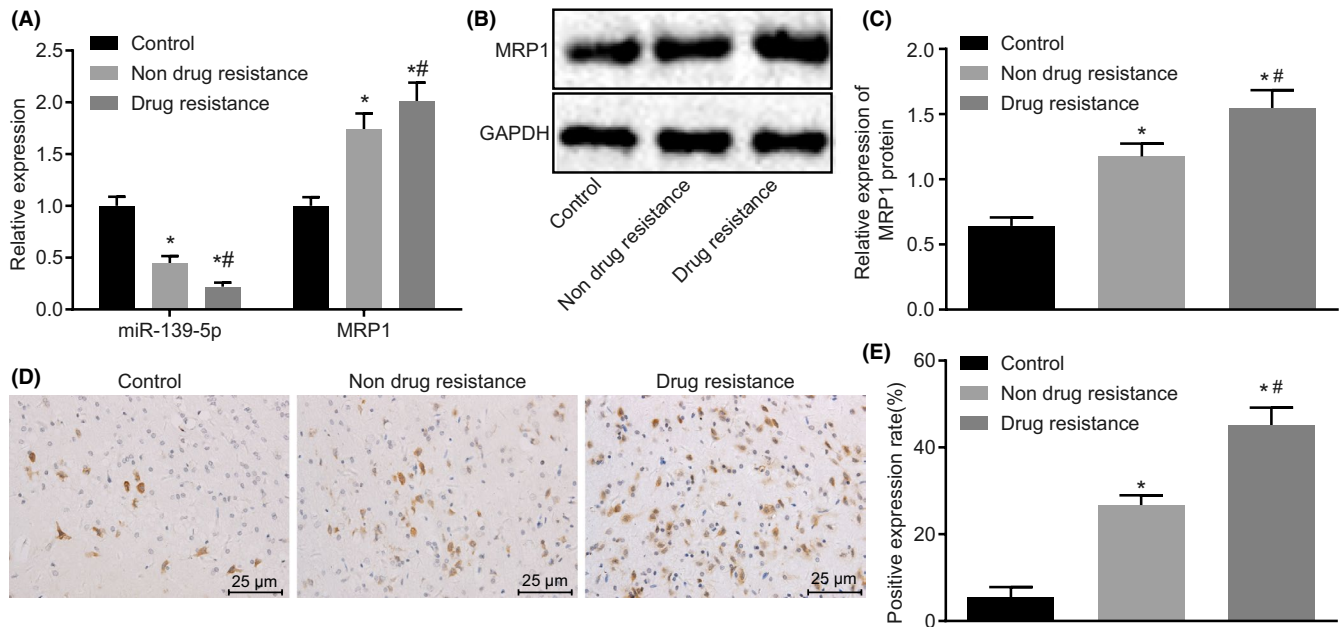 (A)
Control
Non drug resistance
Drug resistance
Relative expression
2.5
2.0
1.5
1.0
0.5
0.0
*
*#
*
*#
miR-139-5p
MRP1
(B)
MRP1
GAPDH
Control
Non drug resistance
Drug resistance
(C)
Control
Non drug resistance
Drug resistance
Relative expression of
MRP1 protein
2.0
1.5
1.0
0.5
0.0
*
* #
(D)
Control
Non drug resistance
Drug resistance
25 µm
25 µm
25 µm
(E)
Control
Non drug resistance
Drug resistance
Positive expression rate(%)
60
40
20
0
*
* #